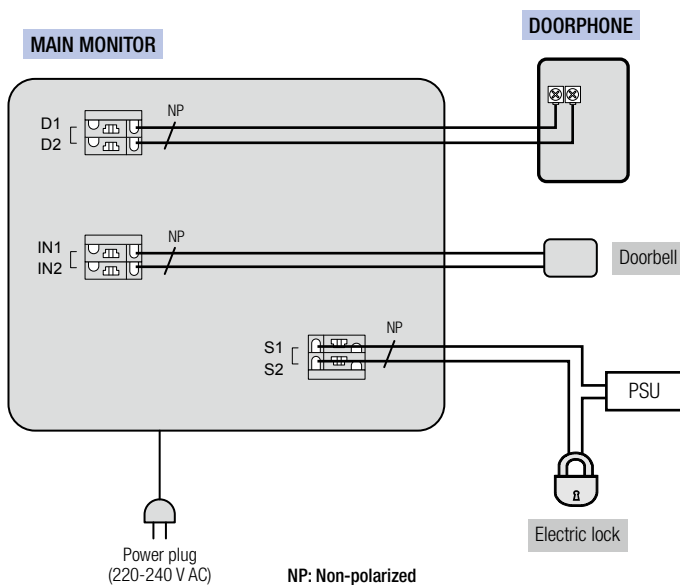 MAIN MONITOR
DOORPHONE
D1
D2
NP
IN1
IN2
NP
Doorbell
S1
S2
NP
PSU
Electric lock
Power plug
(220-240 V AC)
NP: Non-polarized